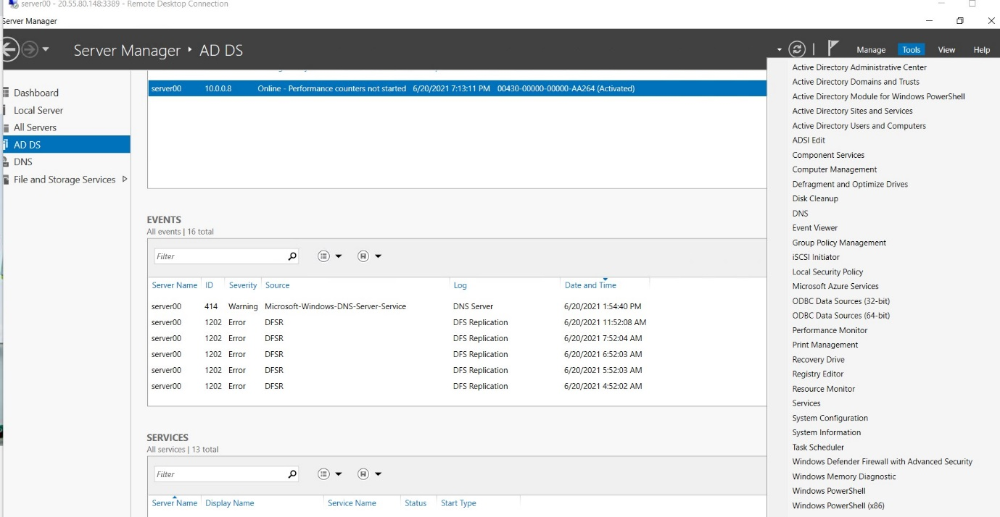 server00 - 20.55.80.148:3389 - Remote Desktop Connection
Server Manager
Server Manager ‣ AD DS
Manage Tools View Help
Dashboard
Local Server
All Servers
AD DS
DNS
File and Storage Services
server00 10.0.0.8 Online - Performance counters not started 6/20/2021 7:13:11 PM 00430-00000-00000-AA264 (Activated)
EVENTS
All events | 16 total
Filter
Server Name ID Severity Source Log Date and Time
server00 414 Warning Microsoft-Windows-DNS-Server-Service DNS Server 6/20/2021 1:54:40 PM
server00 1202 Error DFSR DFS Replication 6/20/2021 11:52:08 AM
server00 1202 Error DFSR DFS Replication 6/20/2021 7:52:04 AM
server00 1202 Error DFSR DFS Replication 6/20/2021 6:52:03 AM
server00 1202 Error DFSR DFS Replication 6/20/2021 5:52:03 AM
server00 1202 Error DFSR DFS Replication 6/20/2021 4:52:02 AM
SERVICES
All services | 13 total
Filter
Server Name Display Name Service Name Status Start Type
Active Directory Administrative Center
Active Directory Domains and Trusts
Active Directory Module for Windows PowerShell
Active Directory Sites and Services
Active Directory Users and Computers
ADSI Edit
Component Services
Computer Management
Defragment and Optimize Drives
Disk Cleanup
DNS
Event Viewer
Group Policy Management
iSCSI Initiator
Local Security Policy
Microsoft Azure Services
ODBC Data Sources (32-bit)
ODBC Data Sources (64-bit)
Performance Monitor
Print Management
Recovery Drive
Registry Editor
Resource Monitor
Services
System Configuration
System Information
Task Scheduler
Windows Defender Firewall with Advanced Security
Windows Memory Diagnostic
Windows PowerShell
Windows PowerShell (x86)